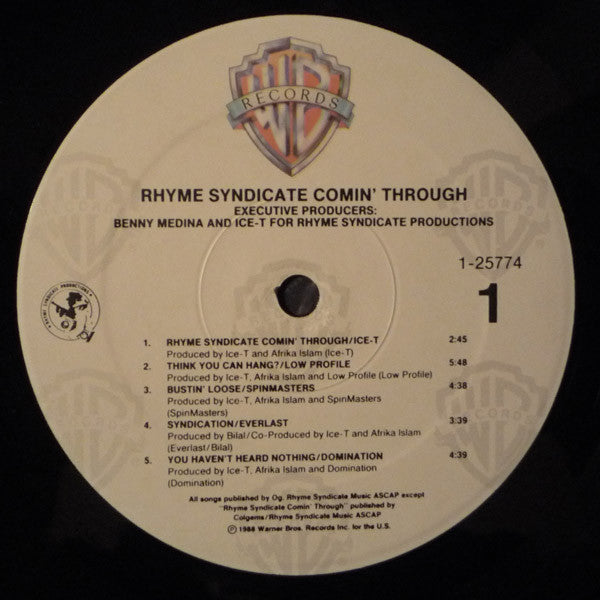 WB
RECORDS
RHYME SYNDICATE COMIN' THROUGH
EXECUTIVE PRODUCERS:
BENNY MEDINA AND ICE-T FOR RHYME SYNDICATE PRODUCTIONS
1-25774
1
RHYME SYNDICATE PRODUCTIONS
1. RHYME SYNDICATE COMIN' THROUGH/ICE-T 2:45
Produced by Ice-T and Afrika Islam (Ice-T)
2. THINK YOU CAN HANG?/LOW PROFILE 5:48
Produced by Ice-T, Afrika Islam and Low Profile (Low Profile)
3. BUSTIN' LOOSE/SPINMASTERS 4:38
Produced by Ice-T, Afrika Islam and SpinMasters
(SpinMasters)
4. SYNDICATION/EVERLAST 3:39
Produced by Bilal/Co-Produced by Ice-T and Afrika Islam
(Everlast/Bilal)
5. YOU HAVEN'T HEARD NOTHING/DOMINATION 4:39
Produced by Ice-T, Afrika Islam and Domination
(Domination)
All songs published by Og. Rhyme Syndicate Music ASCAP except
"Rhyme Syndicate Comin' Through" published by
Colgems/Rhyme Syndicate Music ASCAP
℗ 1988 Warner Bros. Records Inc. for the U.S.